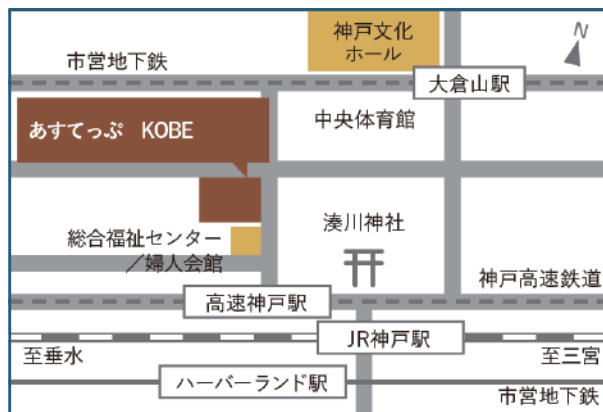 神戸文化
ホール
N
市営地下鉄
大倉山駅
あすてっぷ KOBE
中央体育館
湊川神社
総合福祉センター
／婦人会館
神戸高速鉄道
高速神戸駅
JR神戸駅
至垂水
至三宮
ハーバーランド駅
市営地下鉄